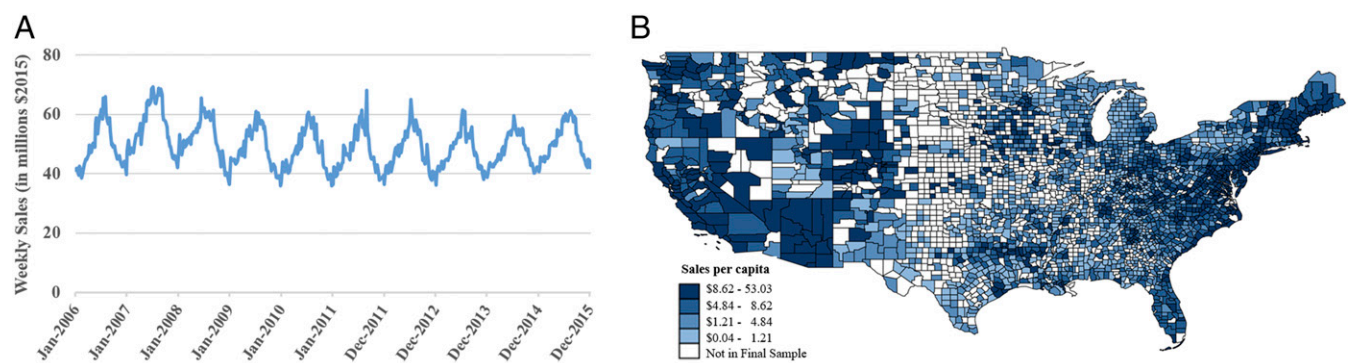 A
Weekly Sales (in millions $2015)
80
60
40
20
0
Jan-2006
Jan-2007
Jan-2008
Jan-2009
Jan-2010
Jan-2011
Dec-2011
Dec-2012
Dec-2013
Dec-2014
Dec-2015
B
Sales per capita
$8.62 - 53.03
$4.84 - 8.62
$1.21 - 4.84
$0.04 - 1.21
Not in Final Sample